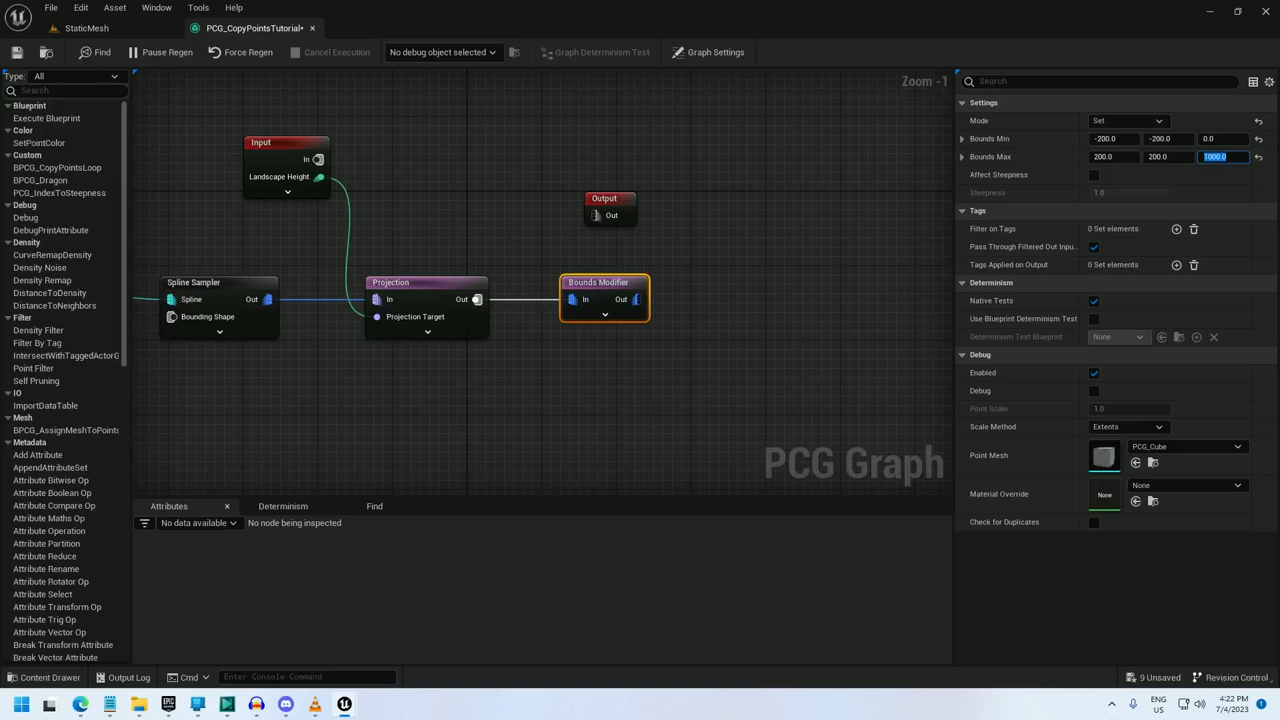 File Edit Asset Window Tools Help
StaticMesh
PCG_CopyPointsTutorial•
Find
Pause Regen
Force Regen
Cancel Execution
No debug object selected
Graph Determinism Test
Graph Settings
Type: All
Search
Blueprint
Execute Blueprint
Color
SetPointColor
Custom
BPCG_CopyPointsLoop
BPCG_Dragon
PCG_IndexToSteepness
Debug
Debug
DebugPrintAttribute
Density
CurveRemapDensity
Density Noise
Density Remap
DistanceToDensity
DistanceToNeighbors
Filter
Density Filter
Filter By Tag
IntersectWithTaggedActorG
Point Filter
Self Pruning
IO
ImportDataTable
Mesh
BPCG_AssignMeshToPoints
Metadata
Add Attribute
AppendAttributeSet
Attribute Bitwise Op
Attribute Boolean Op
Attribute Compare Op
Attribute Maths Op
Attribute Operation
Attribute Partition
Attribute Reduce
Attribute Rename
Attribute Rotator Op
Attribute Select
Attribute Transform Op
Attribute Trig Op
Attribute Vector Op
Break Transform Attribute
Break Vector Attribute
Zoom -1
Input
In
Landscape Height
Output
Out
Spline Sampler
Spline Out
Bounding Shape
Projection
In Out
Projection Target
Bounds Modifier
In Out
PCG Graph
Attributes
Determinism
Find
No data available
No node being inspected
Search
Settings
Mode Set
Bounds Min -200.0 -200.0 0.0
Bounds Max 200.0 200.0 1000.0
Affect Steepness
Steepness 1.0
Tags
Filter on Tags 0 Set elements
Pass Through Filtered Out Inpu..
Tags Applied on Output 0 Set elements
Determinism
Native Tests
Use Blueprint Determinism Test
Determinism Test Blueprint None
Debug
Enabled
Debug
Point Scale 1.0
Scale Method Extents
Point Mesh PCG_Cube
Material Override None None
Check for Duplicates
Content Drawer
Output Log
Cmd
Enter Console Command
9 Unsaved
Revision Control
ENG
US
4:22 PM
7/4/2023